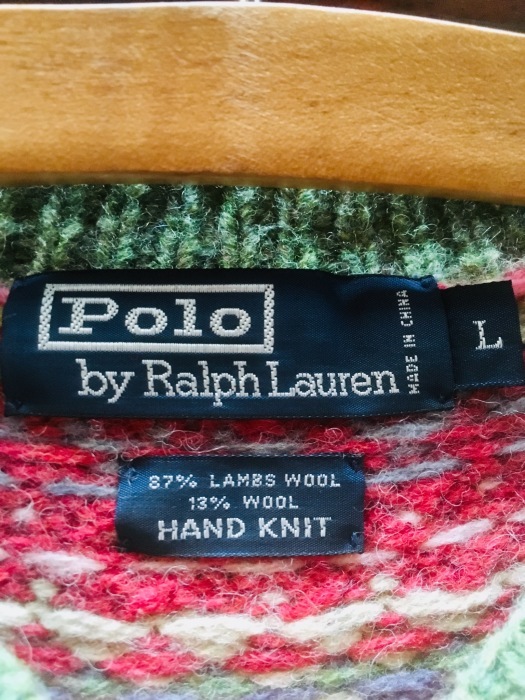 Polo
by Ralph Lauren
MADE IN CHINA
L
87% LAMBS WOOL
13% WOOL
HAND KNIT